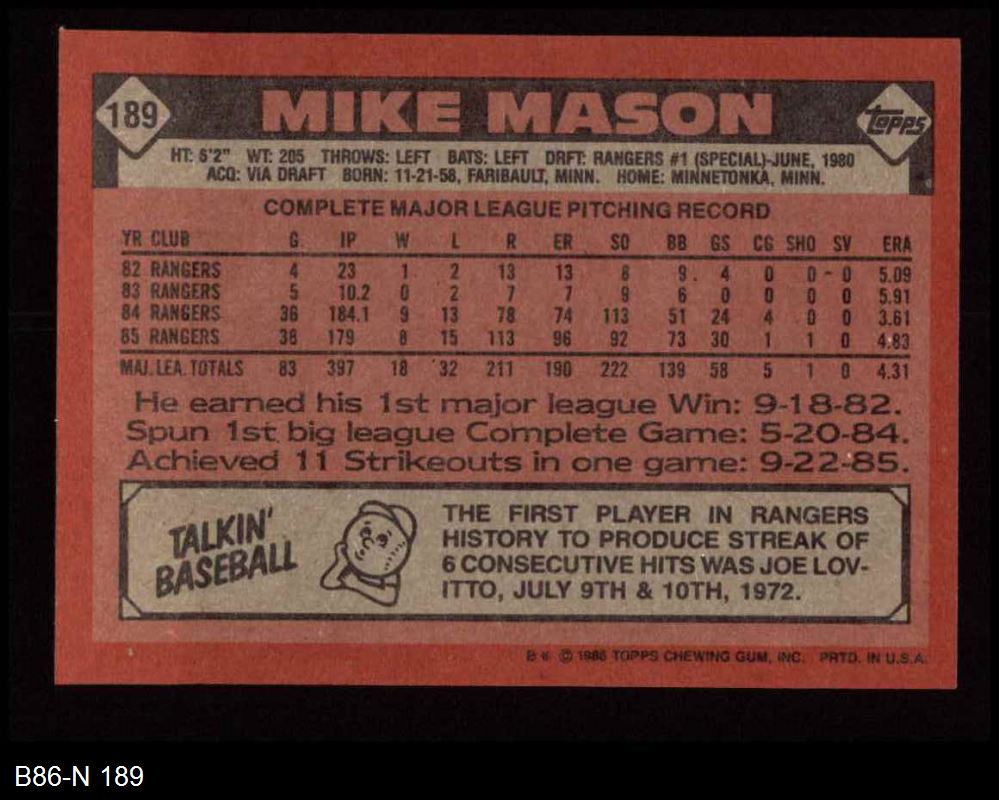 189 MIKE MASON Topps
HT: 6'2" WT: 205 THROWS: LEFT BATS: LEFT DRFT: RANGERS #1 (SPECIAL)-JUNE, 1980
ACQ: VIA DRAFT BORN: 11-21-58, FARIBAULT, MINN. HOME: MINNETONKA, MINN.
COMPLETE MAJOR LEAGUE PITCHING RECORD
YR CLUB G IP W L R ER SO BB GS CG SHO SV ERA
82 RANGERS 4 23 1 2 13 13 8 9 4 0 0 0 5.09
83 RANGERS 5 10.2 0 2 7 7 9 6 0 0 0 0 5.91
84 RANGERS 36 184.1 9 13 78 74 113 51 24 4 0 0 3.61
85 RANGERS 38 179 8 15 113 96 92 73 30 1 1 0 4.83
MAJ. LEA. TOTALS 83 397 18 32 211 190 222 139 58 5 1 0 4.31
He earned his 1st major league Win: 9-18-82.
Spun 1st big league Complete Game: 5-20-84.
Achieved 11 Strikeouts in one game: 9-22-85.
TALKIN'
BASEBALL
THE FIRST PLAYER IN RANGERS
HISTORY TO PRODUCE STREAK OF
6 CONSECUTIVE HITS WAS JOE LOV-
ITTO, JULY 9TH & 10TH, 1972.
© 1986 TOPPS CHEWING GUM, INC. PRTD. IN U.S.A.
B86-N 189